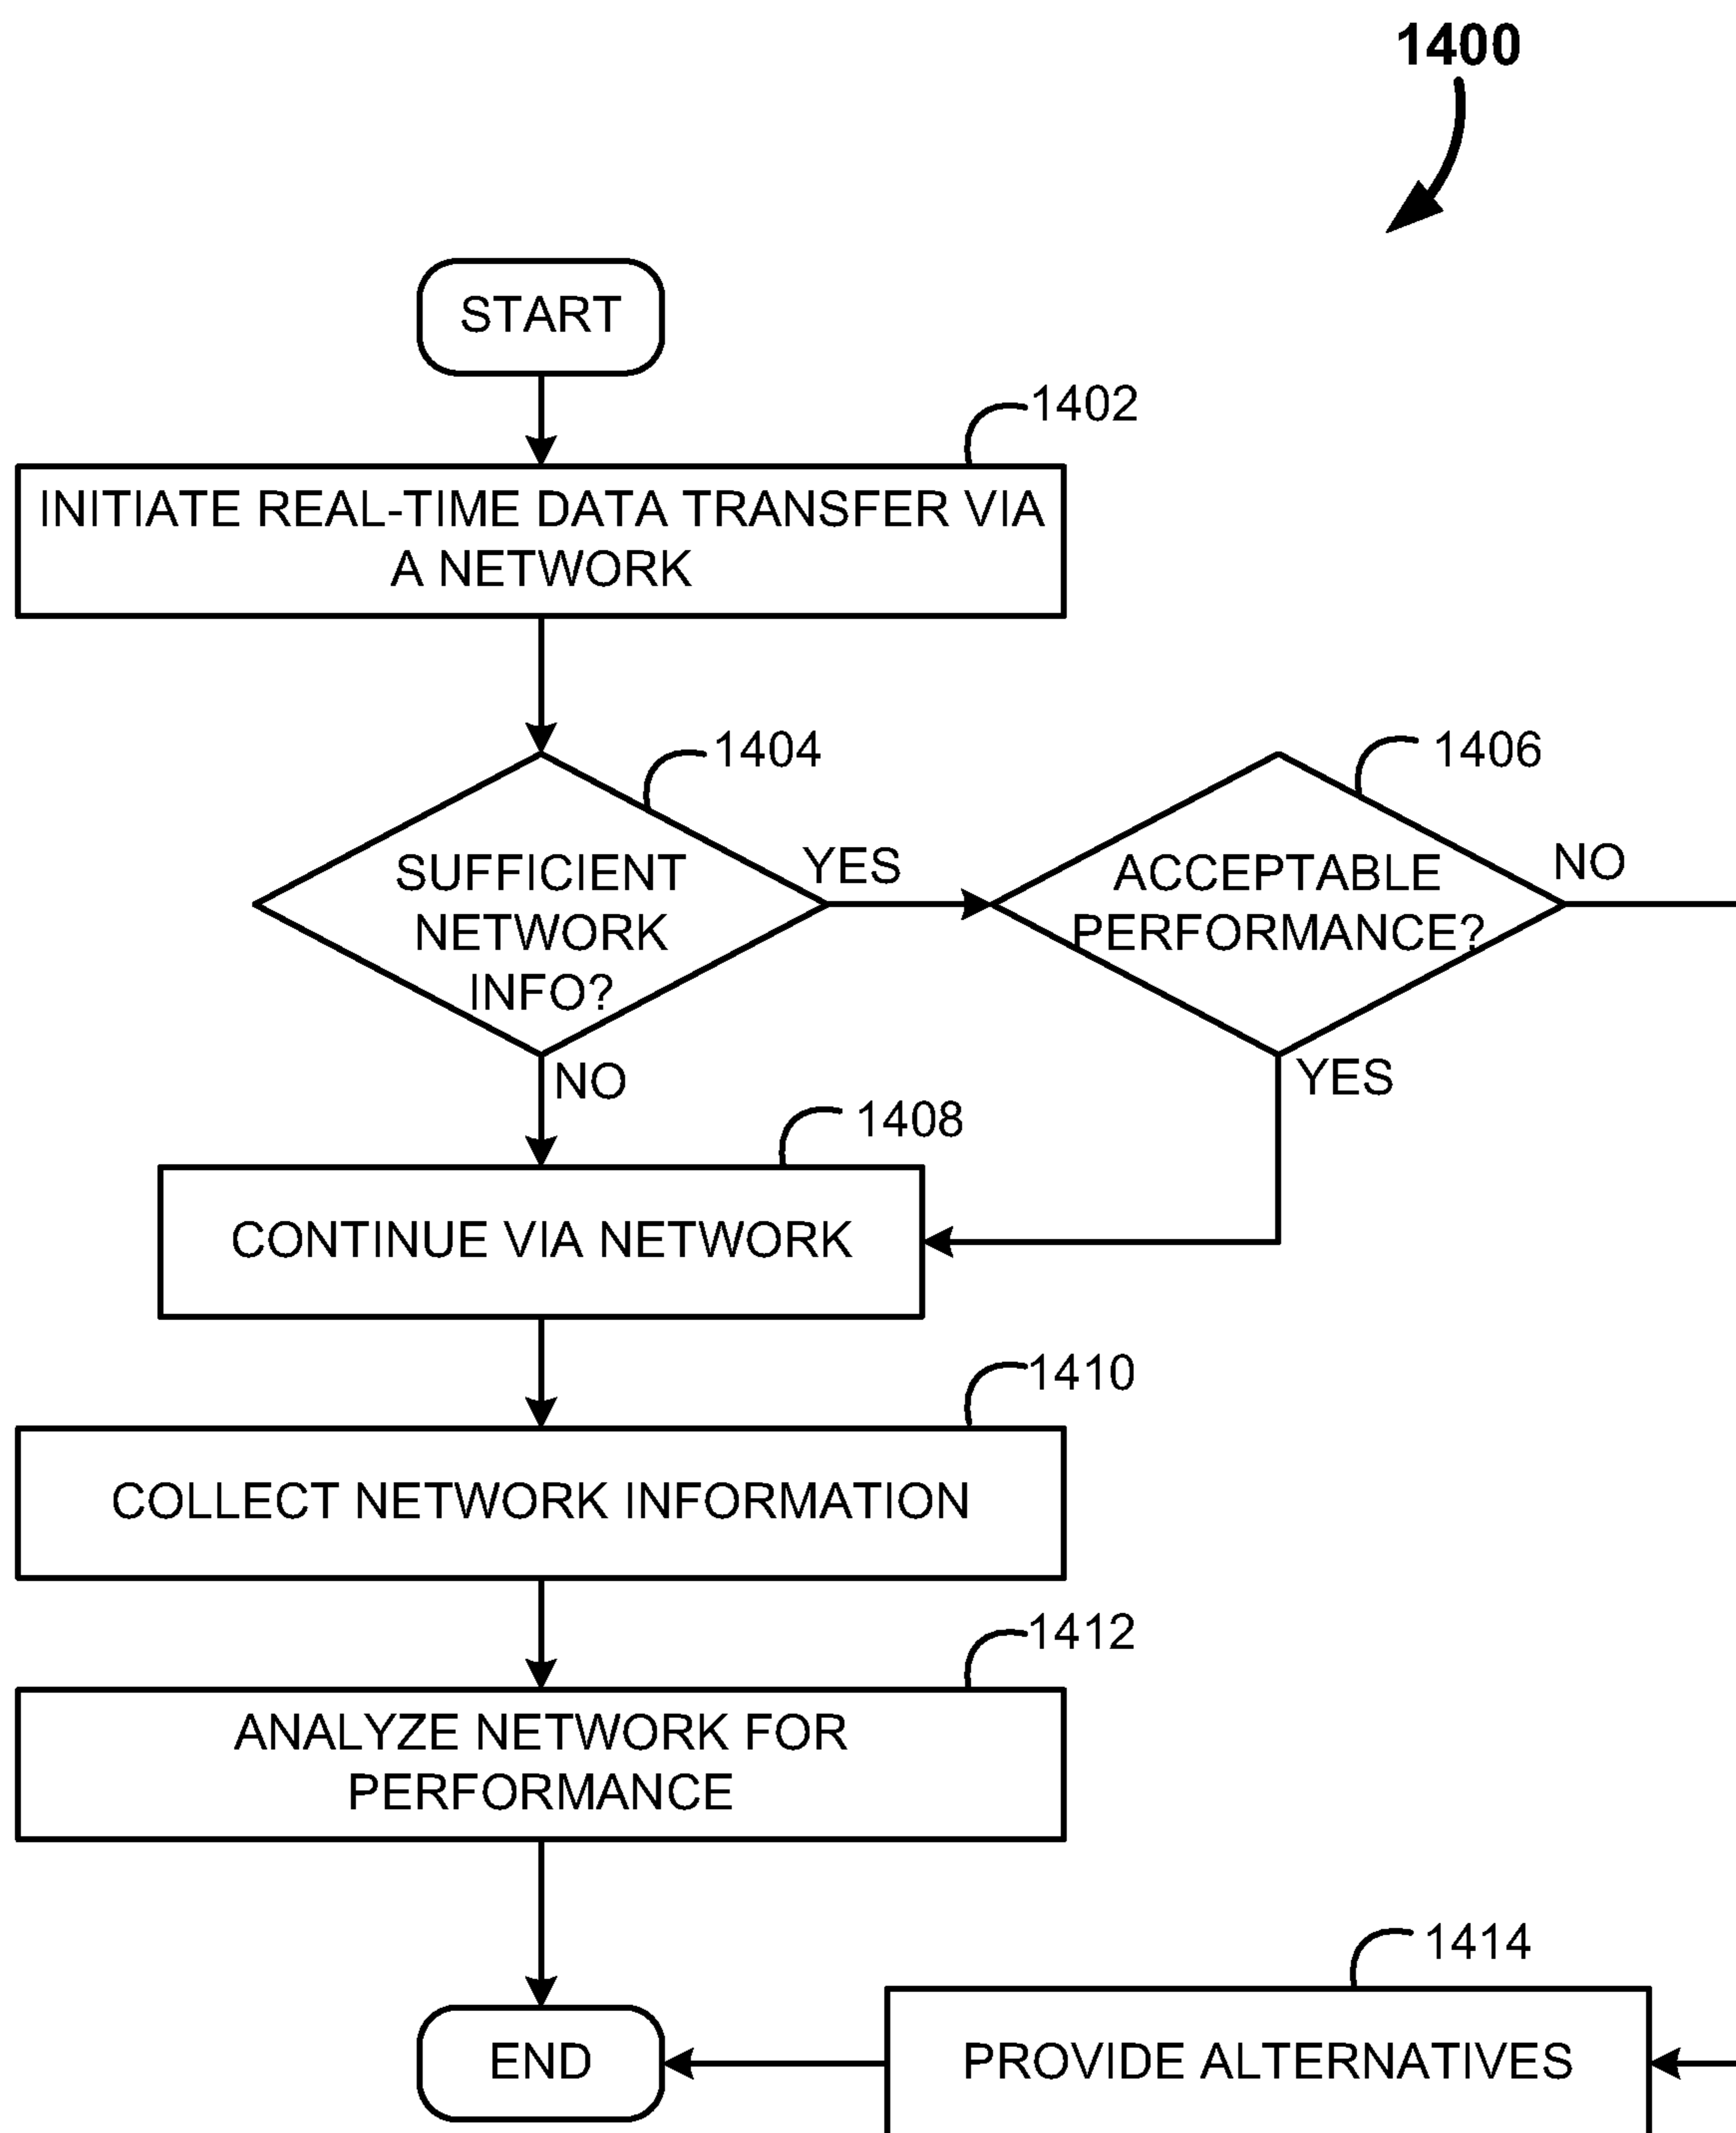 1400
START
1402
INITIATE REAL-TIME DATA TRANSFER VIA
A NETWORK
1404
1406
SUFFICIENT
NETWORK
INFO?
YES
ACCEPTABLE
PERFORMANCE?
NO
NO
YES
1408
CONTINUE VIA NETWORK
1410
COLLECT NETWORK INFORMATION
1412
ANALYZE NETWORK FOR
PERFORMANCE
1414
END
PROVIDE ALTERNATIVES